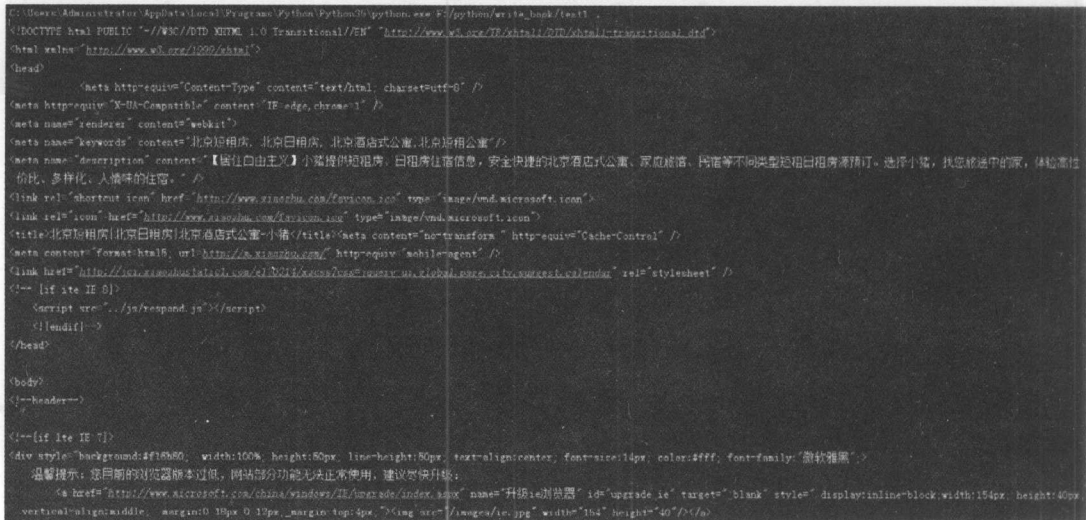 C:\Users\Administrator\AppData\Local\Programs\Python\Python35\python.exe F:/python/write_book/test1 .
<!DOCTYPE html PUBLIC "-//W3C//DTD XHTML 1.0 Transitional//EN" "http://www.w3.org/TR/xhtml1/DTD/xhtml1-transitional.dtd">
<html xmlns="http://www.w3.org/1999/xhtml">
<head>
<meta http-equiv="Content-Type" content="text/html; charset=utf-8" />
<meta http-equiv="X-UA-Compatible" content="IE=edge,chrome=1" />
<meta name="renderer" content="webkit">
<meta name="keywords" content="北京短租房, 北京日租房, 北京酒店式公寓,北京短租公寓"/>
<meta name="description" content="【居住自由主义】小猪提供短租房、日租房住宿信息，安全快捷的北京酒店式公寓、家庭旅馆、民宿等不同类型短租日租房源预订。选择小猪，找您旅途中的家，体验高性
价比、多样化、人情味的住宿。" />
<link rel="shortcut icon" href="http://www.xiaozhu.com/favicon.ico" type="image/vnd.microsoft.icon">
<link rel="icon" href="http://www.xiaozhu.com/favicon.ico" type="image/vnd.microsoft.icon">
<title>北京短租房|北京日租房|北京酒店式公寓-小猪</title><meta content="no-transform " http-equiv="Cache-Control" />
<meta content="format=html5; url=http://m.xiaozhu.com/" http-equiv="mobile-agent" />
<link href=" rel="stylesheet" />
<!-- [if lte IE 8]>
<script src="../js/respond.js"></script>
<![endif]-->
</head>
<body>
<!--header-->
<!--[if lte IE 7]>
<div style="background:#f16b80; width:100%; height:50px; line-height:50px; text-align:center; font-size:14px; color:#fff; font-family:"微软雅黑";>
温馨提示：您目前的浏览器版本过低，网站部分功能无法正常使用，建议尽快升级：
<a href="http://www.microsoft.com/china/windows/IE/upgrade/index.aspx" name="升级ie浏览器" id="upgrade_ie" target="_blank" style=" display:inline-block;width:154px; height:40px
vertical-align:middle; margin:0 18px 0 12px;_margin-top:4px;"><img src="/images/ie.jpg" width="154" height="40"/></a>